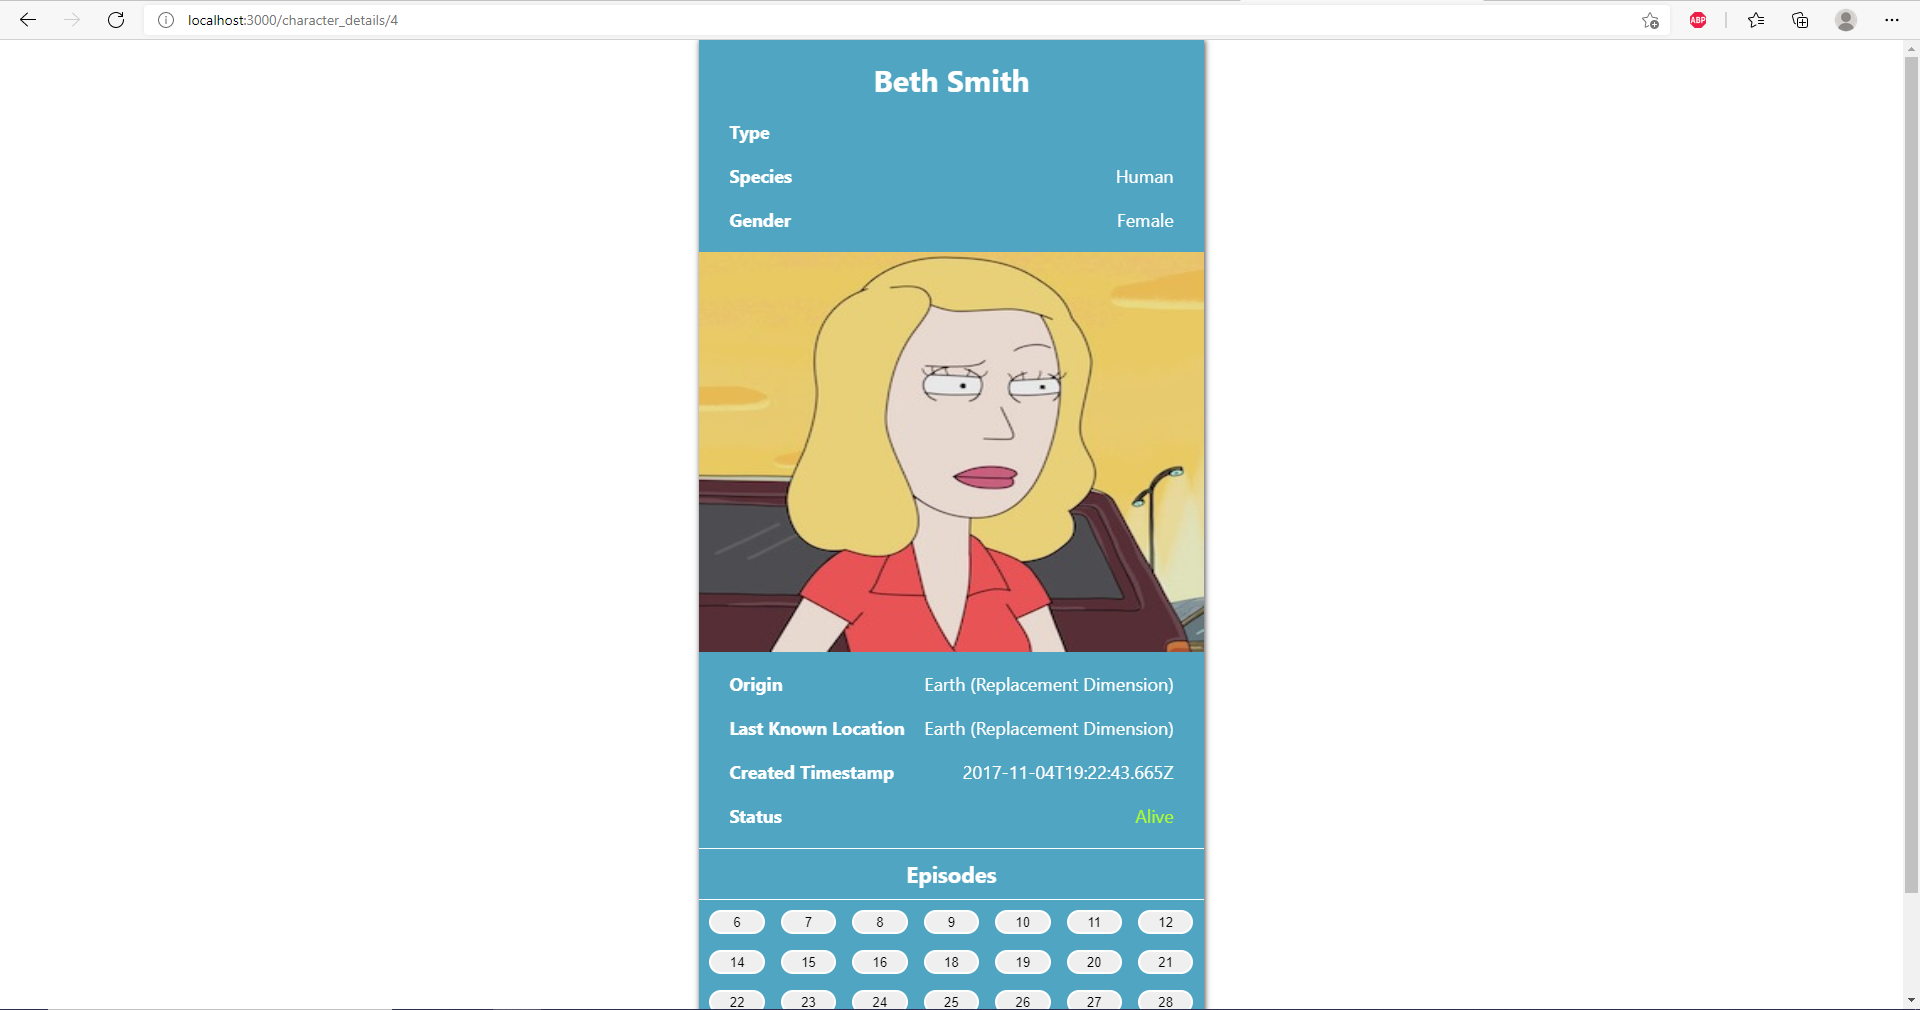 localhost:3000/character_details/4
ABP
Beth Smith
Type
Species Human
Gender Female
Origin Earth (Replacement Dimension)
Last Known Location Earth (Replacement Dimension)
Created Timestamp 2017-11-04T19:22:43.665Z
Status Alive
Episodes
6 7 8 9 10 11 12
14 15 16 18 19 20 21
22 23 24 25 26 27 28